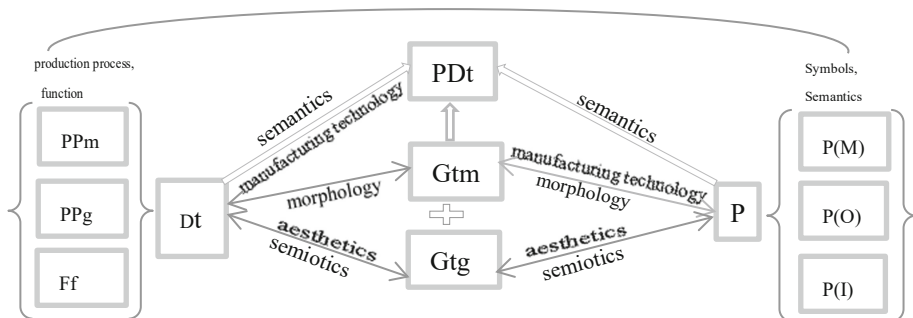 production process,
function
PPm
PPg
Ff
Dt
semantics
manufacturing technology
morphology
aesthetics
semiotics
PDt
Gtm
Gtg
semantics
manufacturing technology
morphology
aesthetics
semiotics
P
Symbols,
Semantics
P(M)
P(O)
P(I)